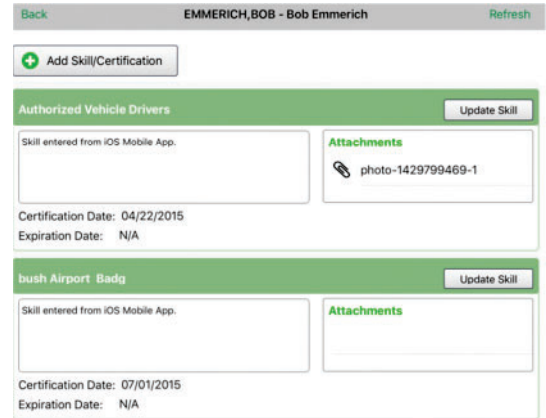 Back EMMERICH,BOB - Bob Emmerich Refresh
Add Skill/Certification
Authorized Vehicle Drivers Update Skill
Skill entered from iOS Mobile App. Attachments
photo-1429799469-1
Certification Date: 04/22/2015
Expiration Date: N/A
bush Airport Badg Update Skill
Skill entered from iOS Mobile App. Attachments
Certification Date: 07/01/2015
Expiration Date: N/A